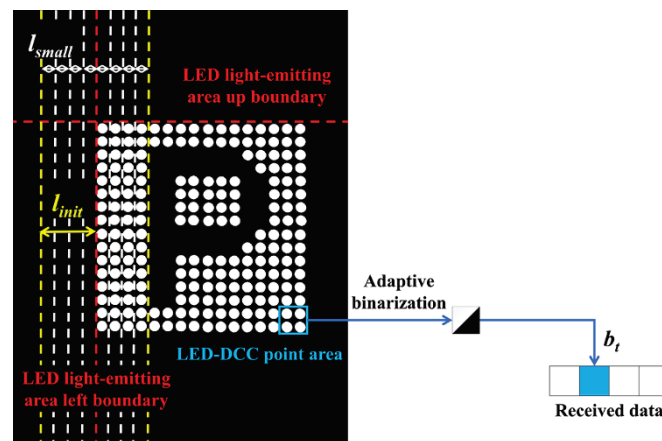 l_small
LED light-emitting
area up boundary
l_init
Adaptive
binarization
b_t
LED-DCC point area
LED light-emitting
area left boundary
Received data